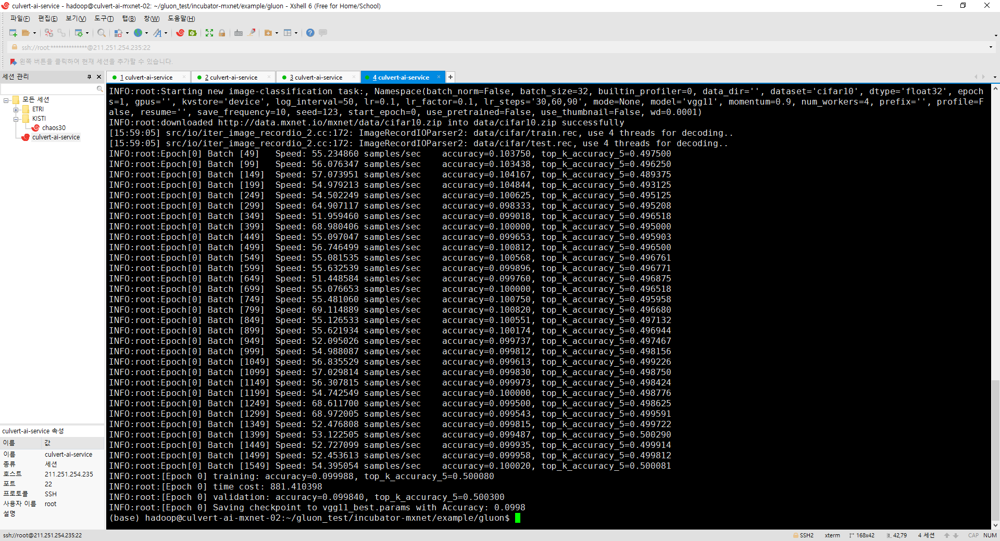 culvert-ai-service - hadoop@culvert-ai-mxnet-02: ~/gluon_test/incubator-mxnet/example/gluon - Xshell 6 (Free for Home/School)
파일(F) 편집(E) 보기(V) 도구(T) 탭(B) 창(W) 도움말(H)
ssh://root:**************@211.251.254.235:22
왼쪽 버튼을 클릭하여 현재 세션을 추가할 수 있습니다.
세션 관리
1 culvert-ai-service
2 culvert-ai-service
3 culvert-ai-service
4 culvert-ai-service
모든 세션
ETRI
KISTI
chaos30
culvert-ai-service
INFO:root:Starting new image-classification task:, Namespace(batch_norm=False, batch_size=32, builtin_profiler=0, data_dir='', dataset='cifar10', dtype='float32', epoch
s=1, gpus='', kvstore='device', log_interval=50, lr=0.1, lr_factor=0.1, lr_steps='30,60,90', mode=None, model='vgg11', momentum=0.9, num_workers=4, prefix='', profile=F
alse, resume='', save_frequency=10, seed=123, start_epoch=0, use_pretrained=False, use_thumbnail=False, wd=0.0001)
INFO:root:downloaded http://data.mxnet.io/mxnet/data/cifar10.zip into data/cifar10.zip successfully
[15:59:05] src/io/iter_image_recordio_2.cc:172: ImageRecordIOParser2: data/cifar/train.rec, use 4 threads for decoding..
[15:59:05] src/io/iter_image_recordio_2.cc:172: ImageRecordIOParser2: data/cifar/test.rec, use 4 threads for decoding..
INFO:root:Epoch[0] Batch [49] Speed: 55.234860 samples/sec accuracy=0.103750, top_k_accuracy_5=0.497500
INFO:root:Epoch[0] Batch [99] Speed: 56.076347 samples/sec accuracy=0.103438, top_k_accuracy_5=0.496250
INFO:root:Epoch[0] Batch [149] Speed: 57.073951 samples/sec accuracy=0.104167, top_k_accuracy_5=0.489375
INFO:root:Epoch[0] Batch [199] Speed: 54.979213 samples/sec accuracy=0.104844, top_k_accuracy_5=0.493125
INFO:root:Epoch[0] Batch [249] Speed: 54.502249 samples/sec accuracy=0.100625, top_k_accuracy_5=0.495125
INFO:root:Epoch[0] Batch [299] Speed: 64.907117 samples/sec accuracy=0.098333, top_k_accuracy_5=0.495208
INFO:root:Epoch[0] Batch [349] Speed: 51.959460 samples/sec accuracy=0.099018, top_k_accuracy_5=0.496518
INFO:root:Epoch[0] Batch [399] Speed: 68.980406 samples/sec accuracy=0.100000, top_k_accuracy_5=0.495000
INFO:root:Epoch[0] Batch [449] Speed: 55.097047 samples/sec accuracy=0.099653, top_k_accuracy_5=0.495903
INFO:root:Epoch[0] Batch [499] Speed: 56.746499 samples/sec accuracy=0.100812, top_k_accuracy_5=0.496500
INFO:root:Epoch[0] Batch [549] Speed: 55.081535 samples/sec accuracy=0.100568, top_k_accuracy_5=0.496761
INFO:root:Epoch[0] Batch [599] Speed: 55.632539 samples/sec accuracy=0.099896, top_k_accuracy_5=0.496771
INFO:root:Epoch[0] Batch [649] Speed: 51.448584 samples/sec accuracy=0.099760, top_k_accuracy_5=0.496875
INFO:root:Epoch[0] Batch [699] Speed: 55.076653 samples/sec accuracy=0.100000, top_k_accuracy_5=0.496518
INFO:root:Epoch[0] Batch [749] Speed: 55.481060 samples/sec accuracy=0.100750, top_k_accuracy_5=0.495958
INFO:root:Epoch[0] Batch [799] Speed: 69.114889 samples/sec accuracy=0.100820, top_k_accuracy_5=0.496680
INFO:root:Epoch[0] Batch [849] Speed: 55.126533 samples/sec accuracy=0.100551, top_k_accuracy_5=0.497132
INFO:root:Epoch[0] Batch [899] Speed: 55.621934 samples/sec accuracy=0.100174, top_k_accuracy_5=0.496944
INFO:root:Epoch[0] Batch [949] Speed: 52.095026 samples/sec accuracy=0.099737, top_k_accuracy_5=0.497467
INFO:root:Epoch[0] Batch [999] Speed: 54.988087 samples/sec accuracy=0.099812, top_k_accuracy_5=0.498156
INFO:root:Epoch[0] Batch [1049] Speed: 56.835529 samples/sec accuracy=0.099613, top_k_accuracy_5=0.499226
INFO:root:Epoch[0] Batch [1099] Speed: 57.029814 samples/sec accuracy=0.099830, top_k_accuracy_5=0.498750
INFO:root:Epoch[0] Batch [1149] Speed: 56.307815 samples/sec accuracy=0.099973, top_k_accuracy_5=0.498424
INFO:root:Epoch[0] Batch [1199] Speed: 54.742549 samples/sec accuracy=0.100000, top_k_accuracy_5=0.498776
INFO:root:Epoch[0] Batch [1249] Speed: 68.611700 samples/sec accuracy=0.099500, top_k_accuracy_5=0.498625
INFO:root:Epoch[0] Batch [1299] Speed: 68.972005 samples/sec accuracy=0.099543, top_k_accuracy_5=0.499591
INFO:root:Epoch[0] Batch [1349] Speed: 52.476808 samples/sec accuracy=0.099815, top_k_accuracy_5=0.499722
INFO:root:Epoch[0] Batch [1399] Speed: 53.122505 samples/sec accuracy=0.099487, top_k_accuracy_5=0.500290
INFO:root:Epoch[0] Batch [1449] Speed: 52.727099 samples/sec accuracy=0.099935, top_k_accuracy_5=0.499914
INFO:root:Epoch[0] Batch [1499] Speed: 52.453613 samples/sec accuracy=0.099958, top_k_accuracy_5=0.499812
INFO:root:Epoch[0] Batch [1549] Speed: 54.395054 samples/sec accuracy=0.100020, top_k_accuracy_5=0.500081
INFO:root:[Epoch 0] training: accuracy=0.099988, top_k_accuracy_5=0.500080
INFO:root:[Epoch 0] time cost: 881.410398
INFO:root:[Epoch 0] validation: accuracy=0.099840, top_k_accuracy_5=0.500300
INFO:root:[Epoch 0] Saving checkpoint to vgg11_best.params with Accuracy: 0.0998
(base) hadoop@culvert-ai-mxnet-02:~/gluon_test/incubator-mxnet/example/gluon$
culvert-ai-service 속성
이름 값
이름 culvert-ai-service
종류 세션
호스트 211.251.254.235
포트 22
프로토콜 SSH
사용자 이름 root
설명
ssh://root@211.251.254.235:22
SSH2 xterm 168x42 42,79 4 세션 CAP NUM